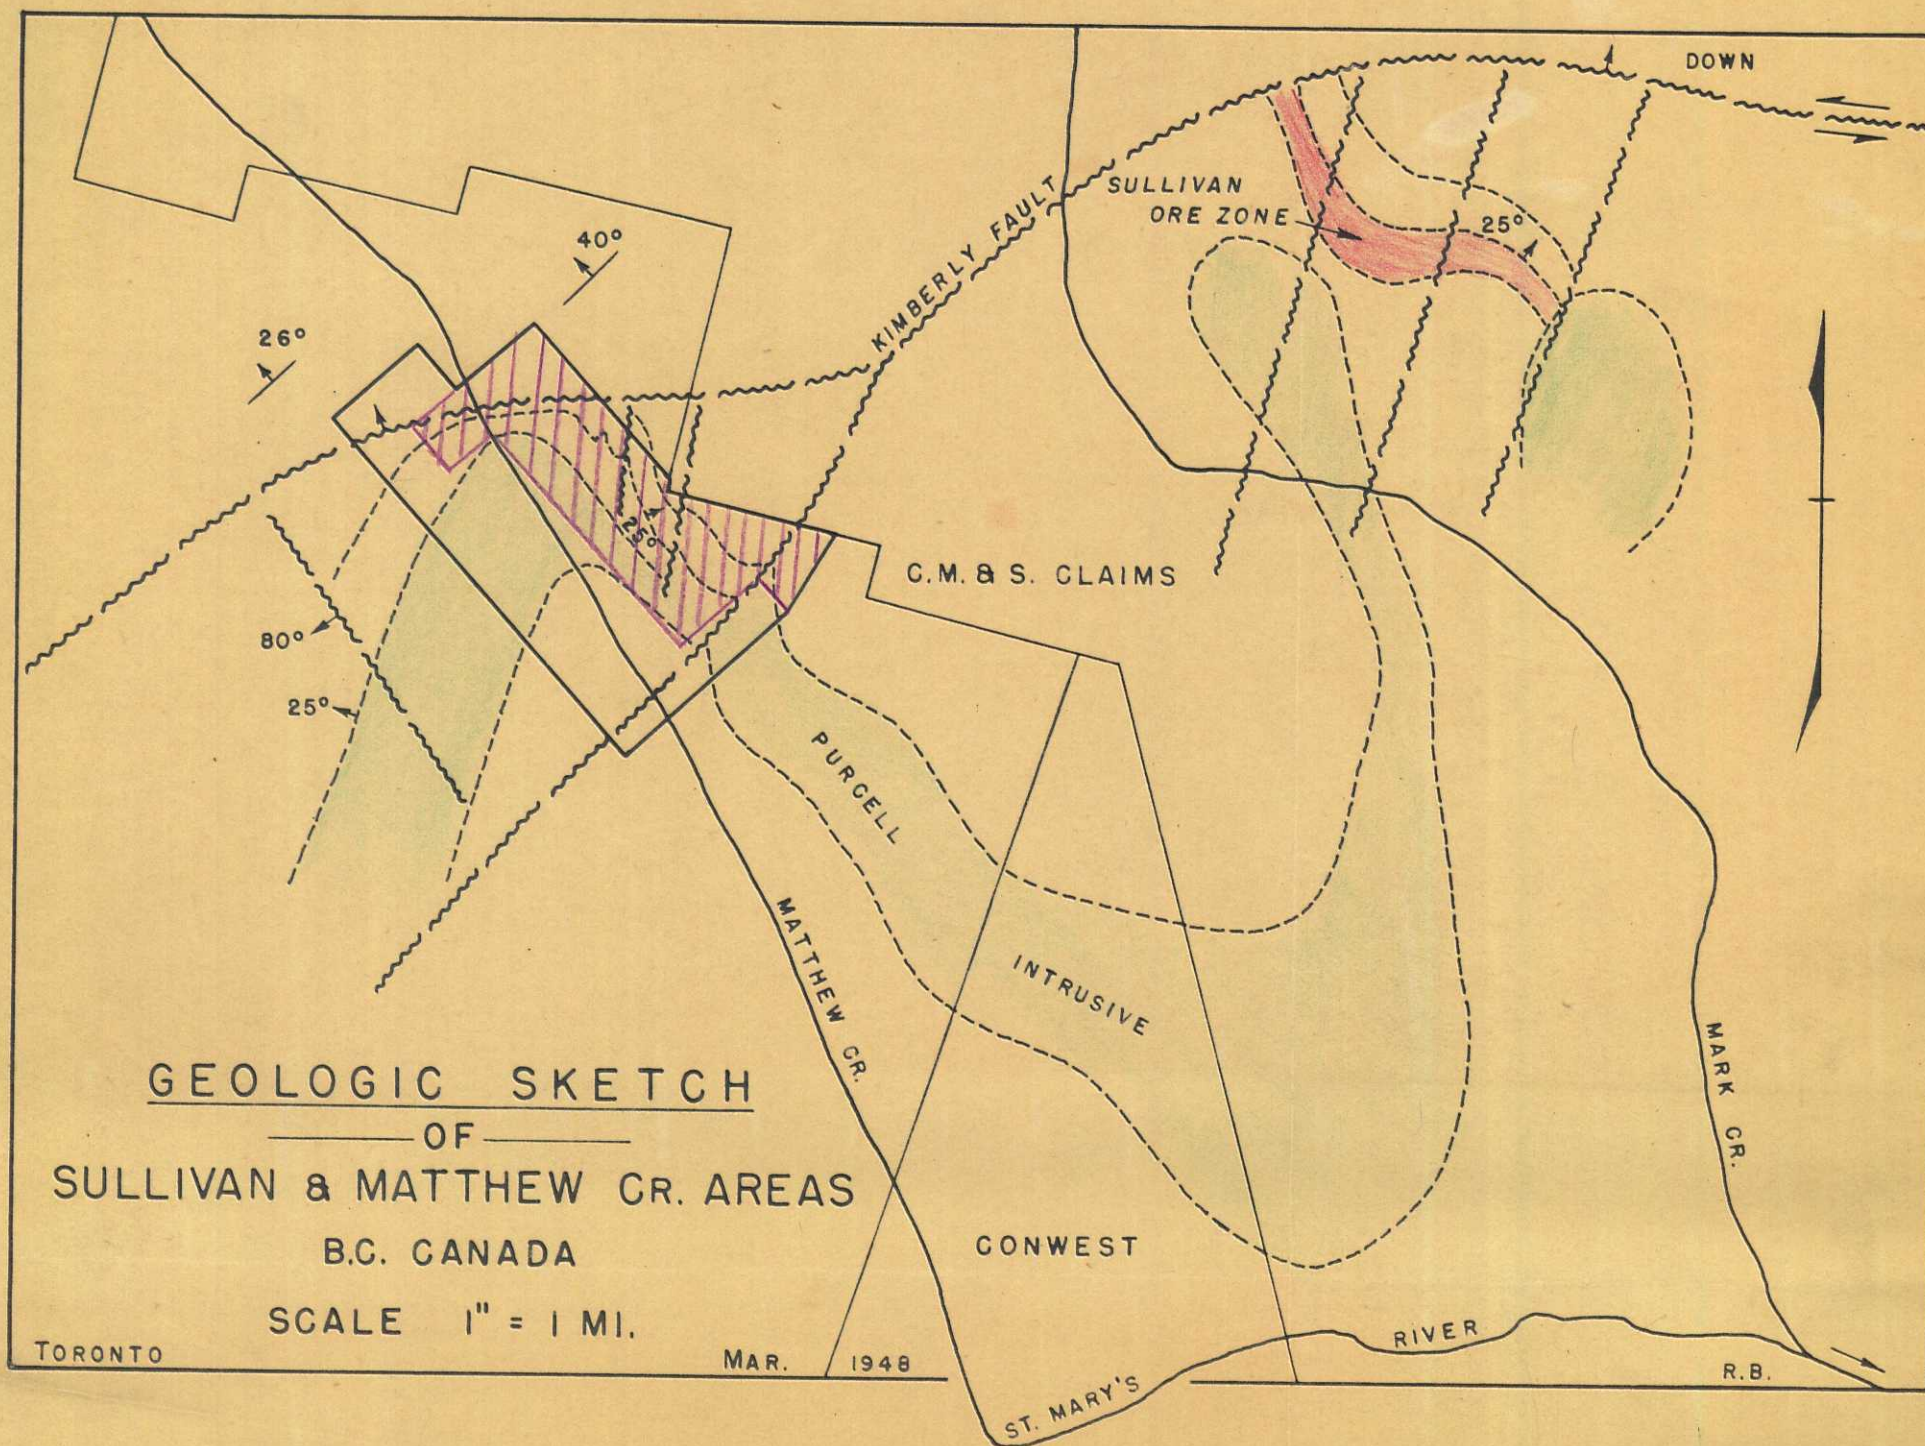 DOWN
SULLIVAN
ORE ZONE
25°
KIMBERLY FAULT
40°
26°
25°
C.M. & S. CLAIMS
80°
25°
PURCELL
INTRUSIVE
MATTHEW CR.
MARK CR.
GEOLOGIC SKETCH
OF
SULLIVAN & MATTHEW CR. AREAS
B.C. CANADA
SCALE 1" = 1 MI.
CONWEST
TORONTO
MAR. 1948
ST. MARY'S RIVER
R.B.